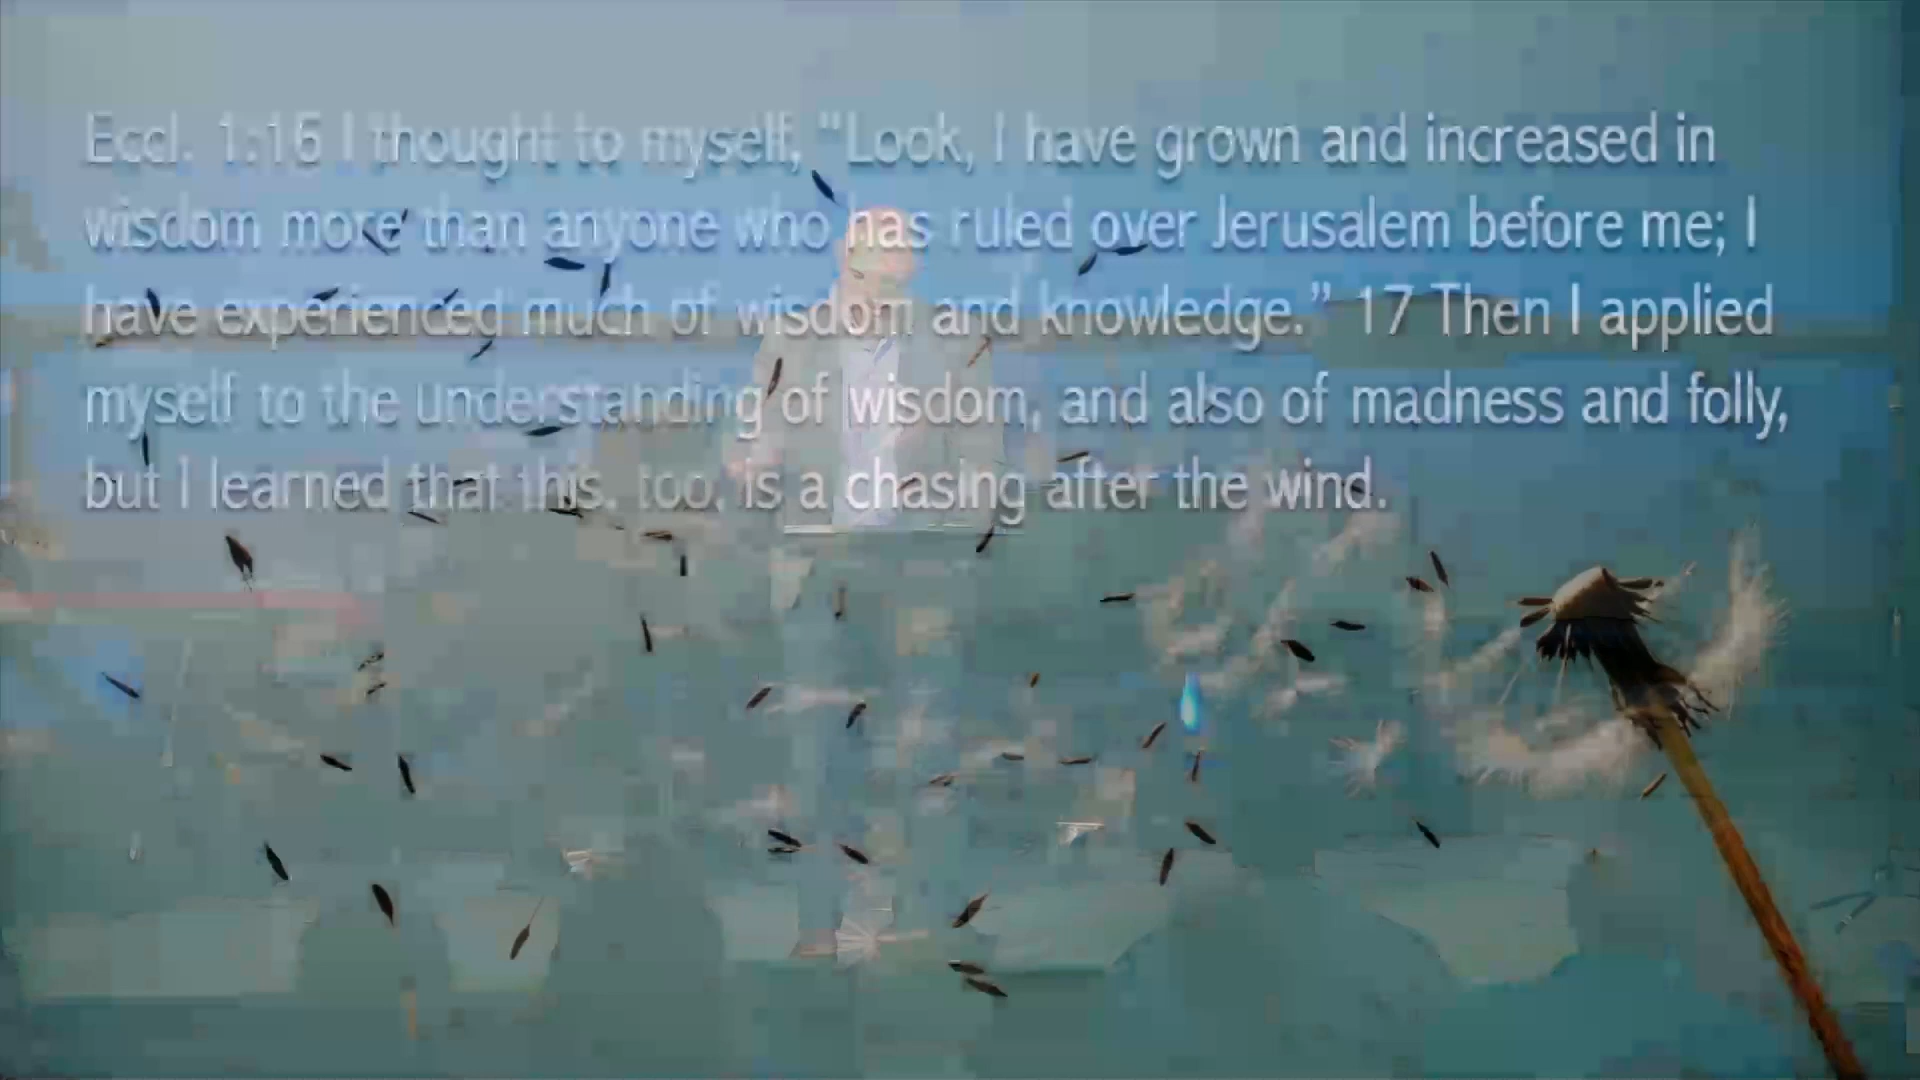 Eccl. 1:16 I thought to myself, “Look, I have grown and increased in
wisdom more than anyone who has ruled over Jerusalem before me; I
have experienced much of wisdom and knowledge.” 17 Then I applied
myself to the understanding of wisdom, and also of madness and folly,
but I learned that this, too, is a chasing after the wind.